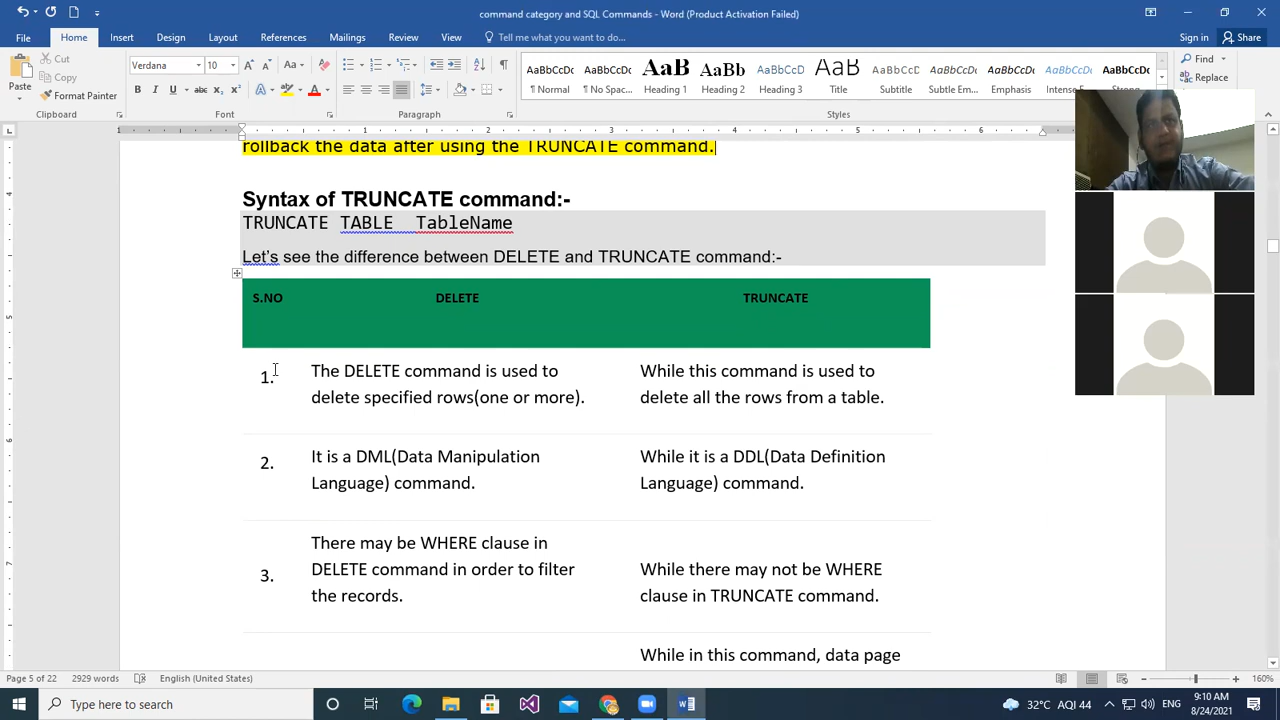 command and SQL Command - Word (Product Activation Failed)
Sign in
File Home Insert Design Layout References Mailings Review View Help Tell me what you want to do... Share
Cut
Copy
Format Painter
Paste
Verdana 10
AaBbCcDc AaBbCcDc AaB AaBbCc AaBbCcD AaB AaBbCcD AaBbCcD AaBbCcDc AaBbCcDc AaBbCcDc
¶ Normal ¶ No Spac... Heading 1 Heading 2 Heading 3 Title Subtitle Subtle Em... Emphasis Intense E... Strong
Find
Replace
Clipboard Font Paragraph Styles
rollback the data after using the TRUNCATE command.
Syntax of TRUNCATE command:-
TRUNCATE TABLE TableName
Let's see the difference between DELETE and TRUNCATE command:-
S.NO DELETE TRUNCATE
1. The DELETE command is used to delete specified rows(one or more). While this command is used to delete all the rows from a table.
2. It is a DML(Data Manipulation Language) command. While it is a DDL(Data Definition Language) command.
3. There may be WHERE clause in DELETE command in order to filter the records. While there may not be WHERE clause in TRUNCATE command.
While in this command, data page
Page 5 of 22 2929 words English (United States) 160%
Type here to search
32°C AQI 44
9:10 AM
8/24/2021